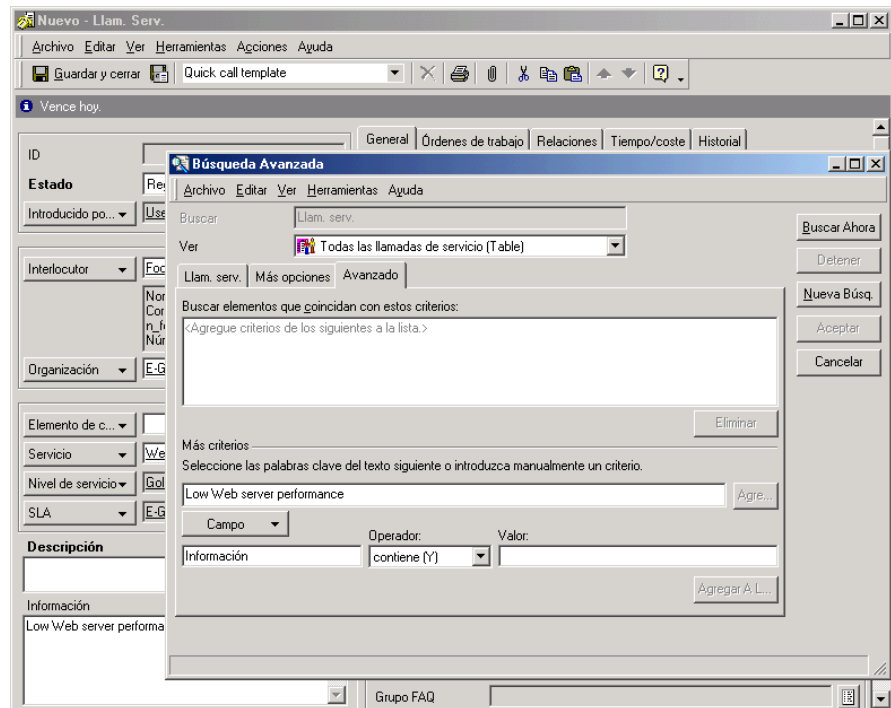 Nuevo - Llam. Serv.
Archivo Editar Ver Herramientas Acciones Ayuda
Guardar y cerrar Quick call template
Vence hoy.
General Órdenes de trabajo Relaciones Tiempo/coste Historial
ID
Estado
Introducido po...
Interlocutor
Organización
Elemento de c...
Servicio
Nivel de servicio
SLA
Descripción
Información
Low Web server performa
Grupo FAQ
Búsqueda Avanzada
Archivo Editar Ver Herramientas Ayuda
Buscar Llam. serv.
Ver Todas las llamadas de servicio (Table)
Llam. serv. Más opciones Avanzado
Buscar elementos que coincidan con estos criterios:
<Agregue criterios de los siguientes a la lista.>
Eliminar
Más criterios
Seleccione las palabras clave del texto siguiente o introduzca manualmente un criterio.
Low Web server performance Agre...
Campo
Operador: Valor:
Información contiene (Y)
Agregar A L...
Buscar Ahora
Detener
Nueva Búsq.
Aceptar
Cancelar